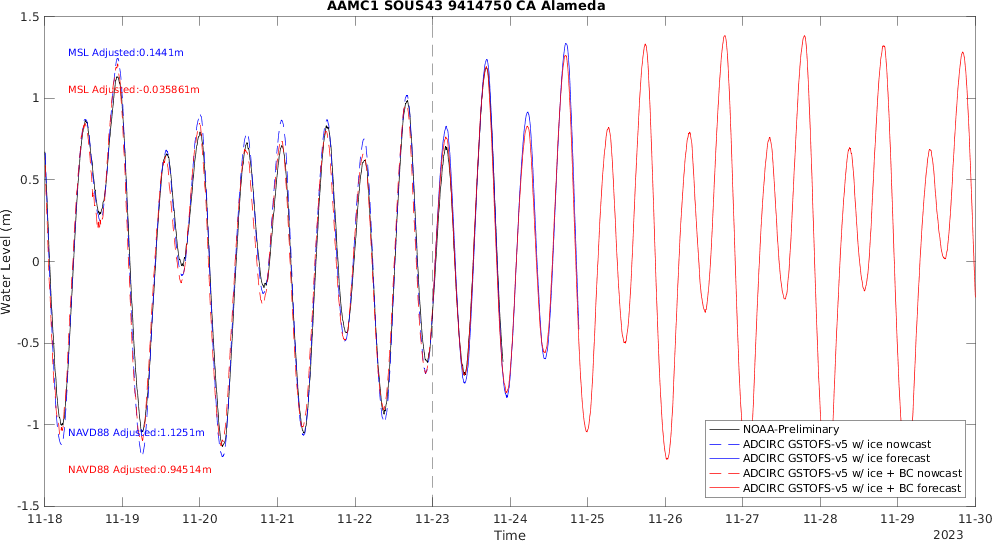 AAMC1 SOUS43 9414750 CA Alameda
1.5
1
0.5
0
-0.5
-1
-1.5
Water Level (m)
MSL Adjusted:0.1441m
MSL Adjusted:-0.035861m
NAVD88 Adjusted:1.1251m
NAVD88 Adjusted:0.94514m
NOAA-Preliminary
ADCIRC GSTOFS-v5 w/ ice nowcast
ADCIRC GSTOFS-v5 w/ ice forecast
ADCIRC GSTOFS-v5 w/ ice + BC nowcast
ADCIRC GSTOFS-v5 w/ ice + BC forecast
11-18 11-19 11-20 11-21 11-22 11-23 11-24 11-25 11-26 11-27 11-28 11-29 11-30
Time
2023